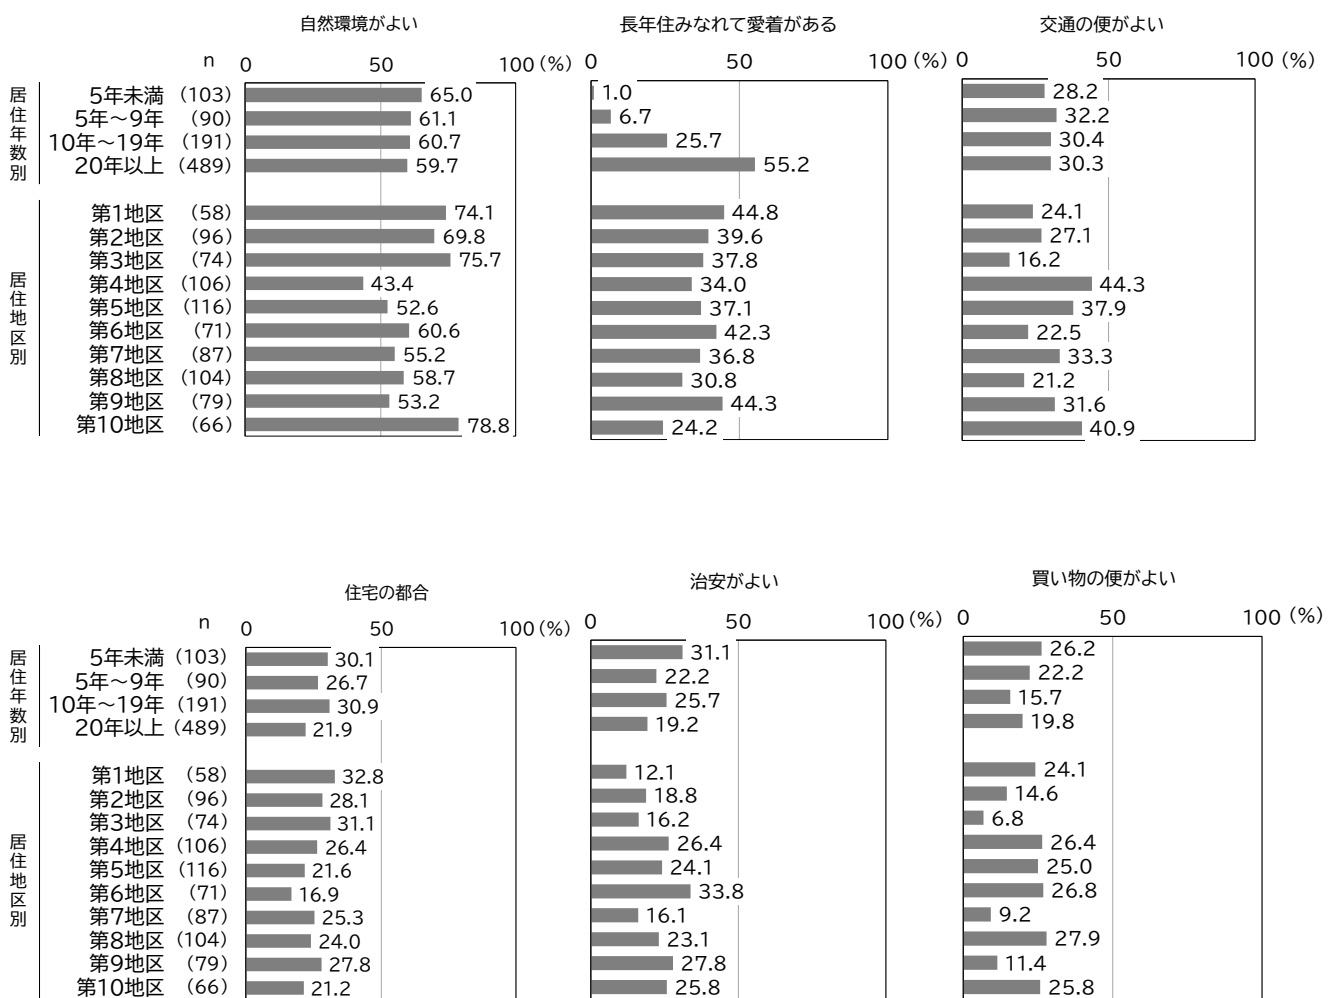 自然環境がよい 長年住みなれて愛着がある 交通の便がよい
n 0 50 100(%) 0 50 100(%) 0 50 100(%)
居住年数別
5年未満 (103) 65.0 1.0 28.2
5年～9年 (90) 61.1 6.7 32.2
10年～19年 (191) 60.7 25.7 30.4
20年以上 (489) 59.7 55.2 30.3
居住地区別
第1地区 (58) 74.1 44.8 24.1
第2地区 (96) 69.8 39.6 27.1
第3地区 (74) 75.7 37.8 16.2
第4地区 (106) 43.4 34.0 44.3
第5地区 (116) 52.6 37.1 37.9
第6地区 (71) 60.6 42.3 22.5
第7地区 (87) 55.2 36.8 33.3
第8地区 (104) 58.7 30.8 21.2
第9地区 (79) 53.2 44.3 31.6
第10地区 (66) 78.8 24.2 40.9
住宅の都合 治安がよい 買い物の便がよい
n 0 50 100(%) 0 50 100(%) 0 50 100(%)
居住年数別
5年未満 (103) 30.1 31.1 26.2
5年～9年 (90) 26.7 22.2 22.2
10年～19年 (191) 30.9 25.7 15.7
20年以上 (489) 21.9 19.2 19.8
居住地区別
第1地区 (58) 32.8 12.1 24.1
第2地区 (96) 28.1 18.8 14.6
第3地区 (74) 31.1 16.2 6.8
第4地区 (106) 26.4 26.4 26.4
第5地区 (116) 21.6 24.1 25.0
第6地区 (71) 16.9 33.8 26.8
第7地区 (87) 25.3 16.1 9.2
第8地区 (104) 24.0 23.1 27.9
第9地区 (79) 27.8 27.8 11.4
第10地区 (66) 21.2 25.8 25.8